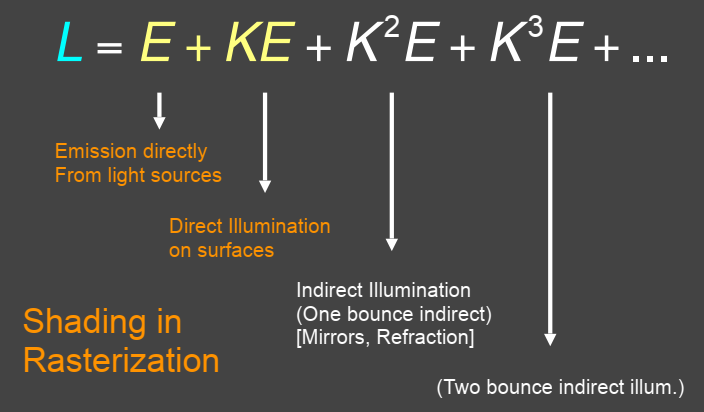 L = E + KE + K²E + K³E + ...
Emission directly
From light sources
Direct Illumination
on surfaces
Indirect Illumination
(One bounce indirect)
[Mirrors, Refraction]
Shading in
Rasterization
(Two bounce indirect illum.)